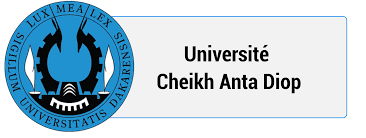 LUX MEA LEX
SIGILLUM UNIVERSITATIS DAKARENSIS
Université
Cheikh Anta Diop